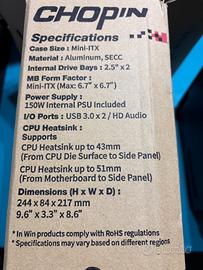 CHOPIN
Specifications
Case Size : Mini-ITX
Material : Aluminum, SECC
Internal Drive Bays : 2.5" x 2
MB Form Factor :
Mini-ITX (Max: 6.7" x 6.7")
Power Supply :
150W Internal PSU Included
I/O Ports : USB 3.0 x 2 / HD Audio
CPU Heatsink :
Supports
CPU Heatsink up to 43mm
(From CPU Die Surface to Side Panel)
CPU Heatsink up to 51mm
(From Motherboard to Side Panel)
Dimensions (H x W x D) :
244 x 84 x 217 mm
9.6" x 3.3" x 8.6"
* In Win products comply with RoHS regulations
* Specifications may vary based on different regions